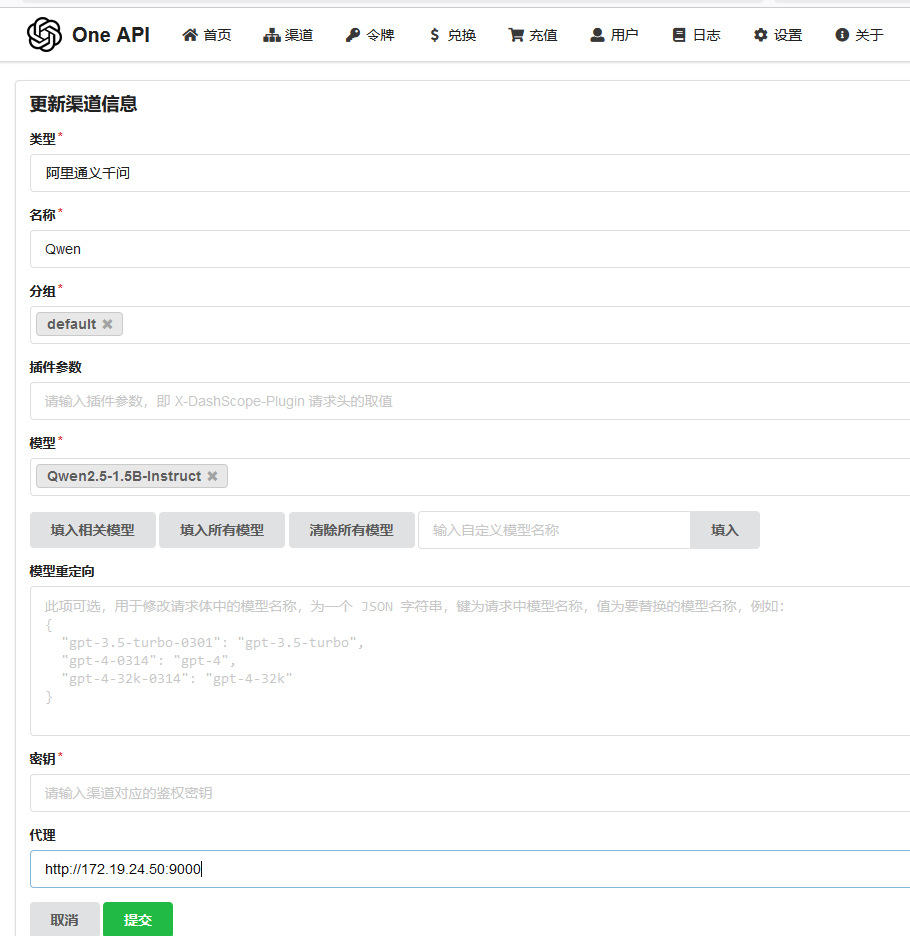 One API 首页 渠道 令牌 兑换 充值 用户 日志 设置 关于
更新渠道信息
类型*
阿里通义千问
名称*
Qwen
分组*
default
插件参数
请输入插件参数，即 X-DashScope-Plugin 请求头的取值
模型*
Qwen2.5-1.5B-Instruct
填入相关模型 填入所有模型 清除所有模型 输入自定义模型名称 填入
模型重定向
此项可选，用于修改请求体中的模型名称，为一个 JSON 字符串，键为请求中模型名称，值为要替换的模型名称，例如：
{
"gpt-3.5-turbo-0301": "gpt-3.5-turbo",
"gpt-4-0314": "gpt-4",
"gpt-4-32k-0314": "gpt-4-32k"
}
密钥*
请输入渠道对应的鉴权密钥
代理
http://172.19.24.50:9000
取消 提交